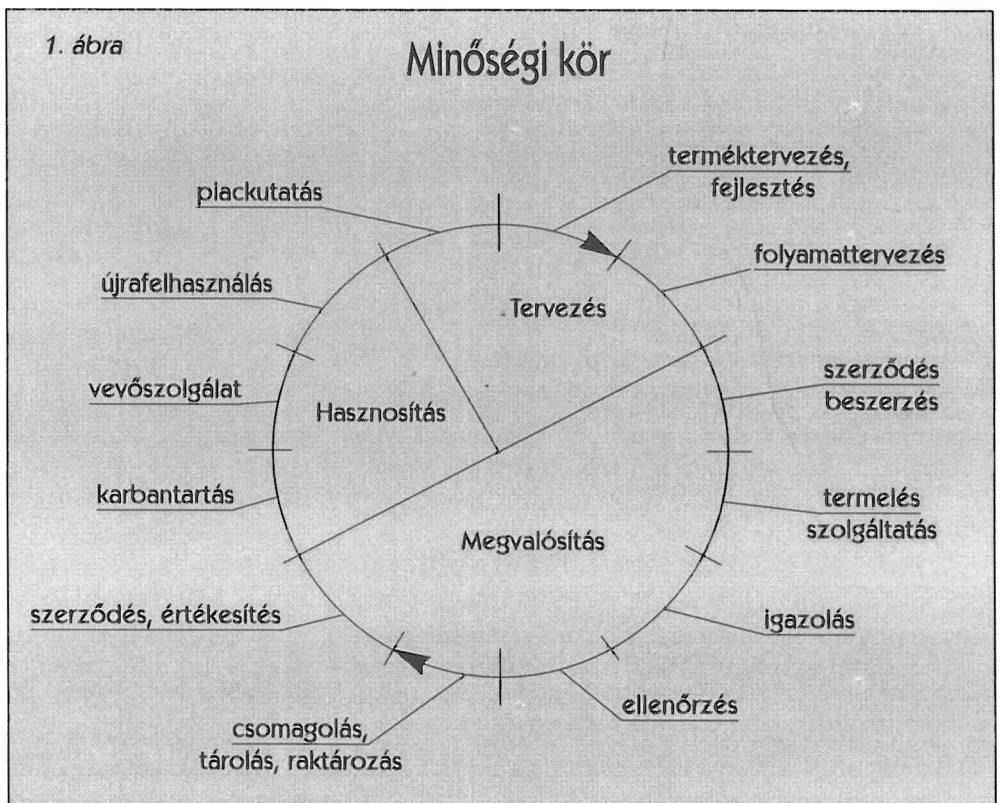 1. ábra
Minőségi kör
terméktervezés,
fejlesztés
piackutatás
folyamattervezés
újrafelhasználás
Tervezés
szerződés
beszerzés
vevőszolgálat
Hasznosítás
karbantartás
termelés
szolgáltatás
Megvalósítás
szerződés, értékesítés
igazolás
ellenőrzés
csomagolás,
tárolás, raktározás